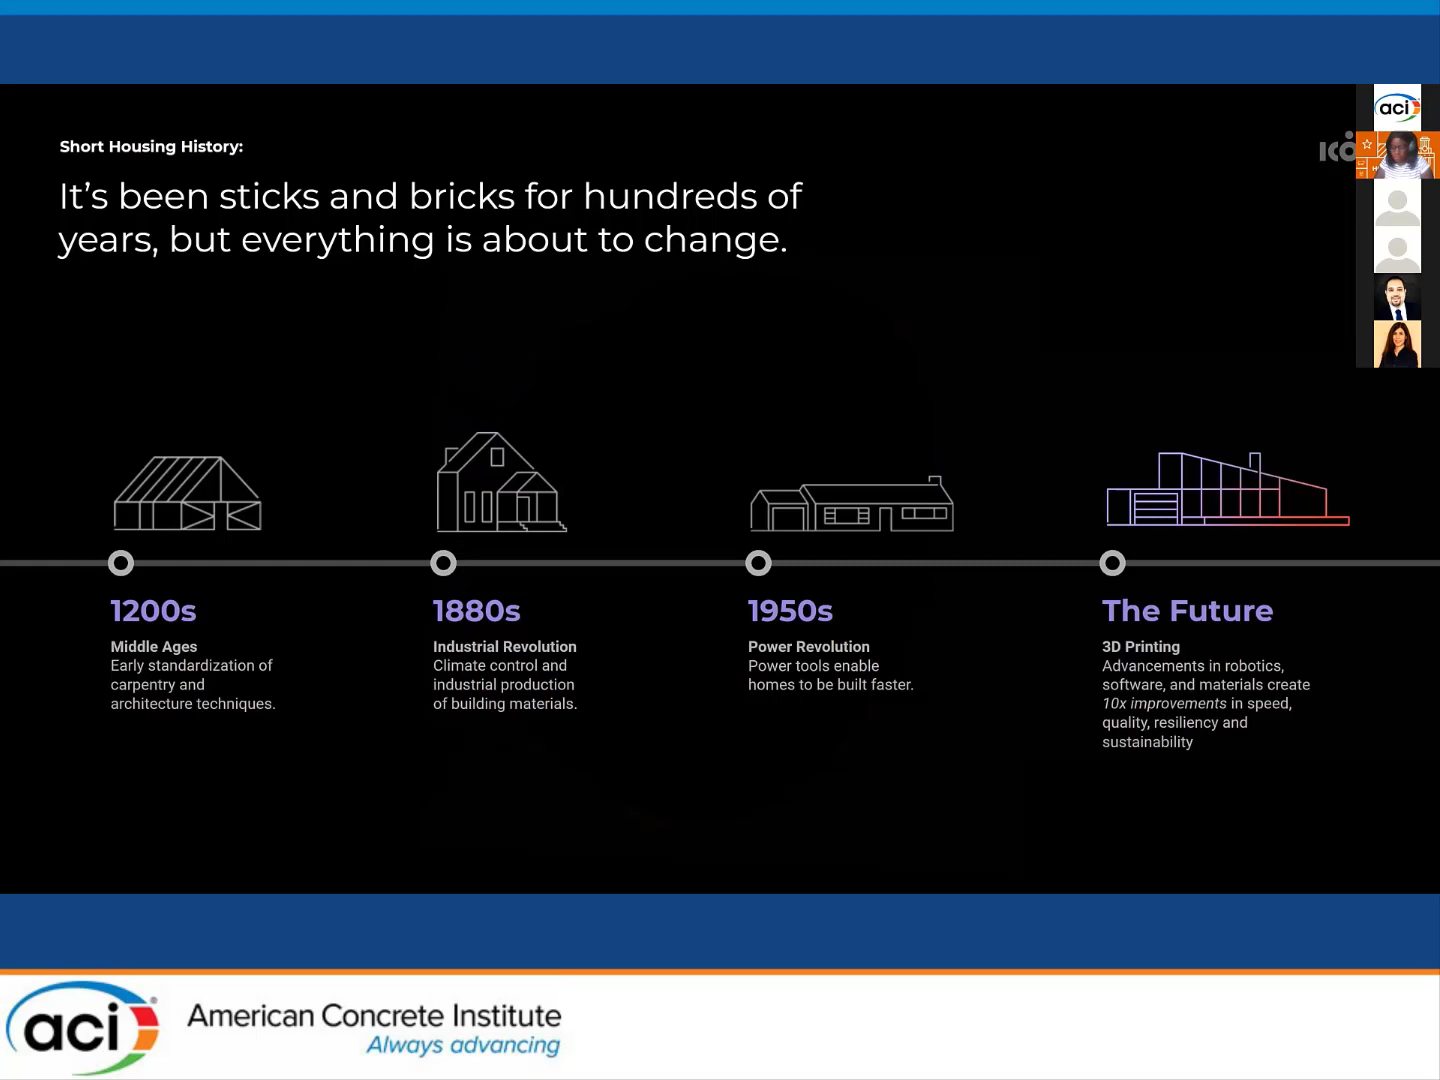 Short Housing History:
It’s been sticks and bricks for hundreds of
years, but everything is about to change.
aci
1200s
Middle Ages
Early standardization of
carpentry and
architecture techniques.
1880s
Industrial Revolution
Climate control and
industrial production
of building materials.
1950s
Power Revolution
Power tools enable
homes to be built faster.
The Future
3D Printing
Advancements in robotics,
software, and materials create
10x improvements in speed,
quality, resiliency and
sustainability
aci®
American Concrete Institute
Always advancing